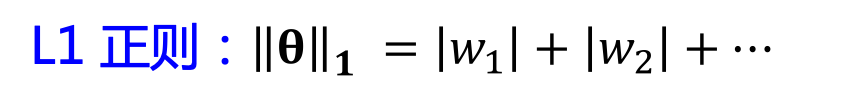 L1 正则：‖θ‖₁ = |w₁| + |w₂| + ⋯